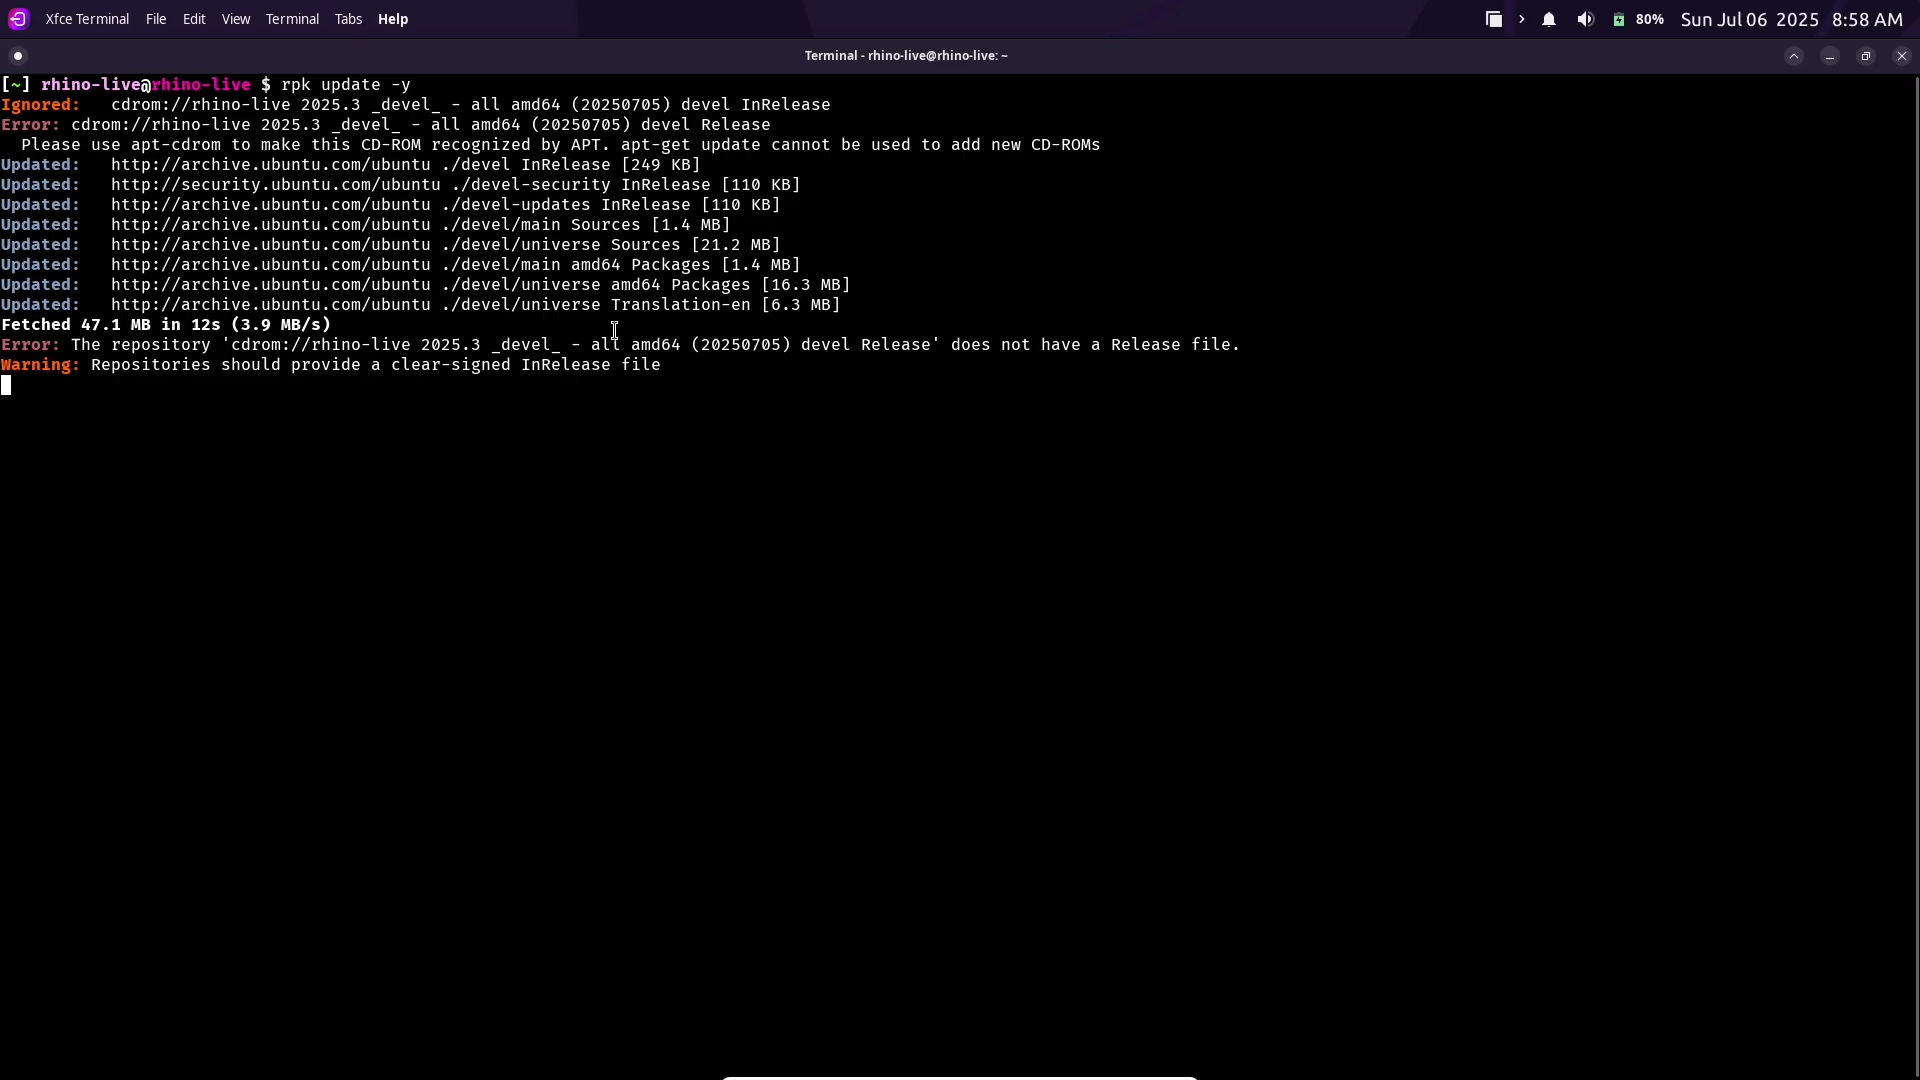 Xfce Terminal File Edit View Terminal Tabs Help 80% Sun Jul 06 2025 8:58 AM
Terminal - rhino-live@rhino-live: ~
[~] rhino-live@rhino-live $ rpk update -y
Ignored:   cdrom://rhino-live 2025.3 _devel_ - all amd64 (20250705) devel InRelease
Error: cdrom://rhino-live 2025.3 _devel_ - all amd64 (20250705) devel Release
  Please use apt-cdrom to make this CD-ROM recognized by APT. apt-get update cannot be used to add new CD-ROMs
Updated:   http://archive.ubuntu.com/ubuntu ./devel InRelease [249 KB]
Updated:   http://security.ubuntu.com/ubuntu ./devel-security InRelease [110 KB]
Updated:   http://archive.ubuntu.com/ubuntu ./devel-updates InRelease [110 KB]
Updated:   http://archive.ubuntu.com/ubuntu ./devel/main Sources [1.4 MB]
Updated:   http://archive.ubuntu.com/ubuntu ./devel/universe Sources [21.2 MB]
Updated:   http://archive.ubuntu.com/ubuntu ./devel/main amd64 Packages [1.4 MB]
Updated:   http://archive.ubuntu.com/ubuntu ./devel/universe amd64 Packages [16.3 MB]
Updated:   http://archive.ubuntu.com/ubuntu ./devel/universe Translation-en [6.3 MB]
Fetched 47.1 MB in 12s (3.9 MB/s)
Error: The repository 'cdrom://rhino-live 2025.3 _devel_ - all amd64 (20250705) devel Release' does not have a Release file.
Warning: Repositories should provide a clear-signed InRelease file